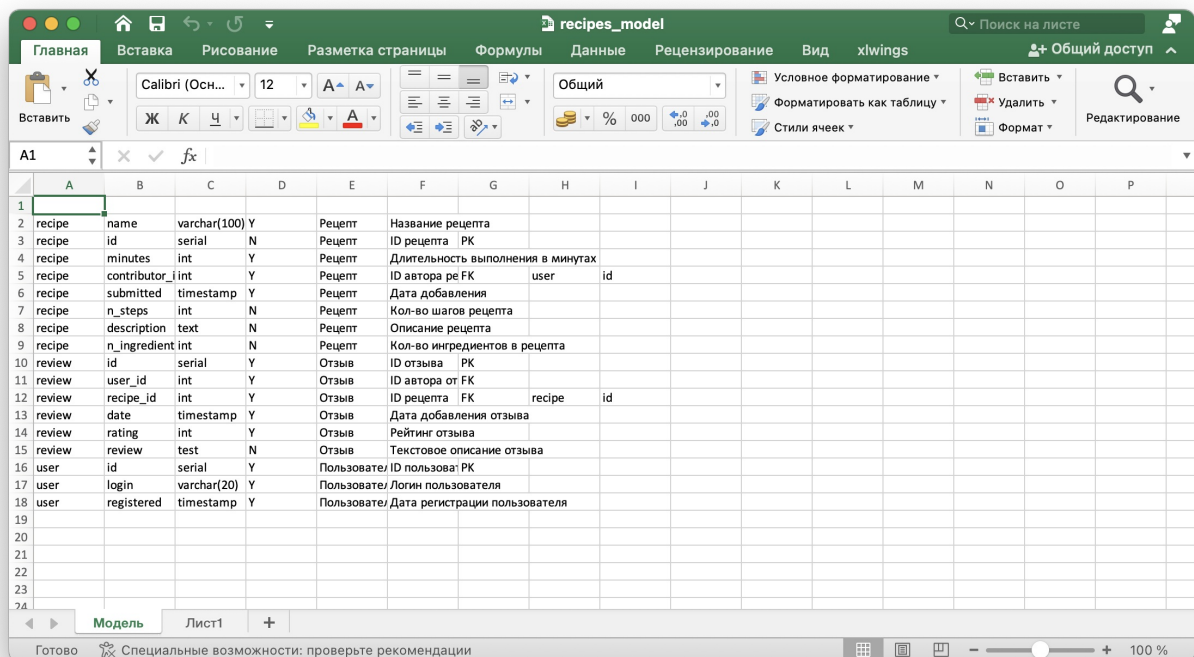 recipes_model
Поиск на листе
Главная Вставка Рисование Разметка страницы Формулы Данные Рецензирование Вид xlwings Общий доступ
Вставить
Calibri (Осн... 12 A A
Ж К Ч А
Общий
% 000 ,0 ,00 ,00 ,0
Условное форматирование
Форматировать как таблицу
Стили ячеек
Вставить
Удалить
Формат
Редактирование
A1 fx
A B C D E F G H I J K L M N O P
1
2 recipe name varchar(100) Y Рецепт Название рецепта
3 recipe id serial N Рецепт ID рецепта PK
4 recipe minutes int Y Рецепт Длительность выполнения в минутах
5 recipe contributor_i int Y Рецепт ID автора ре FK user id
6 recipe submitted timestamp Y Рецепт Дата добавления
7 recipe n_steps int N Рецепт Кол-во шагов рецепта
8 recipe description text N Рецепт Описание рецепта
9 recipe n_ingredient int N Рецепт Кол-во ингредиентов в рецепта
10 review id serial Y Отзыв ID отзыва PK
11 review user_id int Y Отзыв ID автора от FK
12 review recipe_id int Y Отзыв ID рецепта FK recipe id
13 review date timestamp Y Отзыв Дата добавления отзыва
14 review rating int Y Отзыв Рейтинг отзыва
15 review review test N Отзыв Текстовое описание отзыва
16 user id serial Y Пользовател ID пользоват PK
17 user login varchar(20) Y Пользовател Логин пользователя
18 user registered timestamp Y Пользовател Дата регистрации пользователя
19
20
21
22
23
24
Модель Лист1 +
Готово Специальные возможности: проверьте рекомендации 100 %